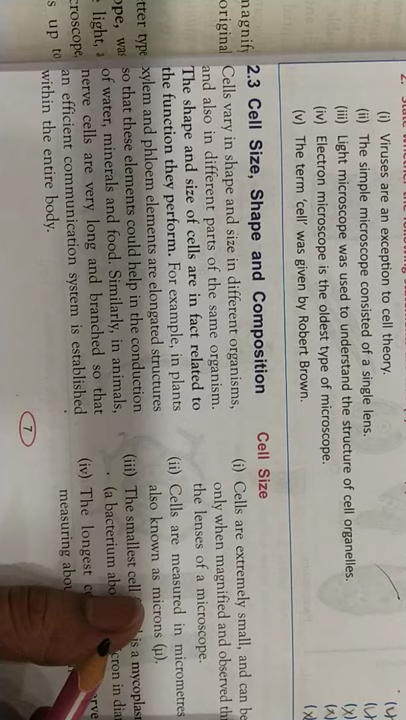 (i) Viruses are an exception to cell theory.
(ii) The simple microscope consisted of a single lens.
(iii) Light microscope was used to understand the structure of cell organelles.
(iv) Electron microscope is the oldest type of microscope.
(v) The term 'cell' was given by Robert Brown.
2.3 Cell Size, Shape and Composition
Cells vary in shape and size in different organisms,
and also in different parts of the same organism.
The shape and size of cells are in fact related to
the function they perform. For example, in plants
xylem and phloem elements are elongated structures
so that these elements could help in the conduction
of water, minerals and food. Similarly, in animals,
nerve cells are very long and branched so that
an efficient communication system is established
within the entire body.
Cell Size
(i) Cells are extremely small, and can be
only when magnified and observed
the lenses of a microscope.
(ii) Cells are measured in micrometres
also known as microns (μ).
(iii) The smallest cell is a
(a bacterium
(iv) The longest
measuring
7